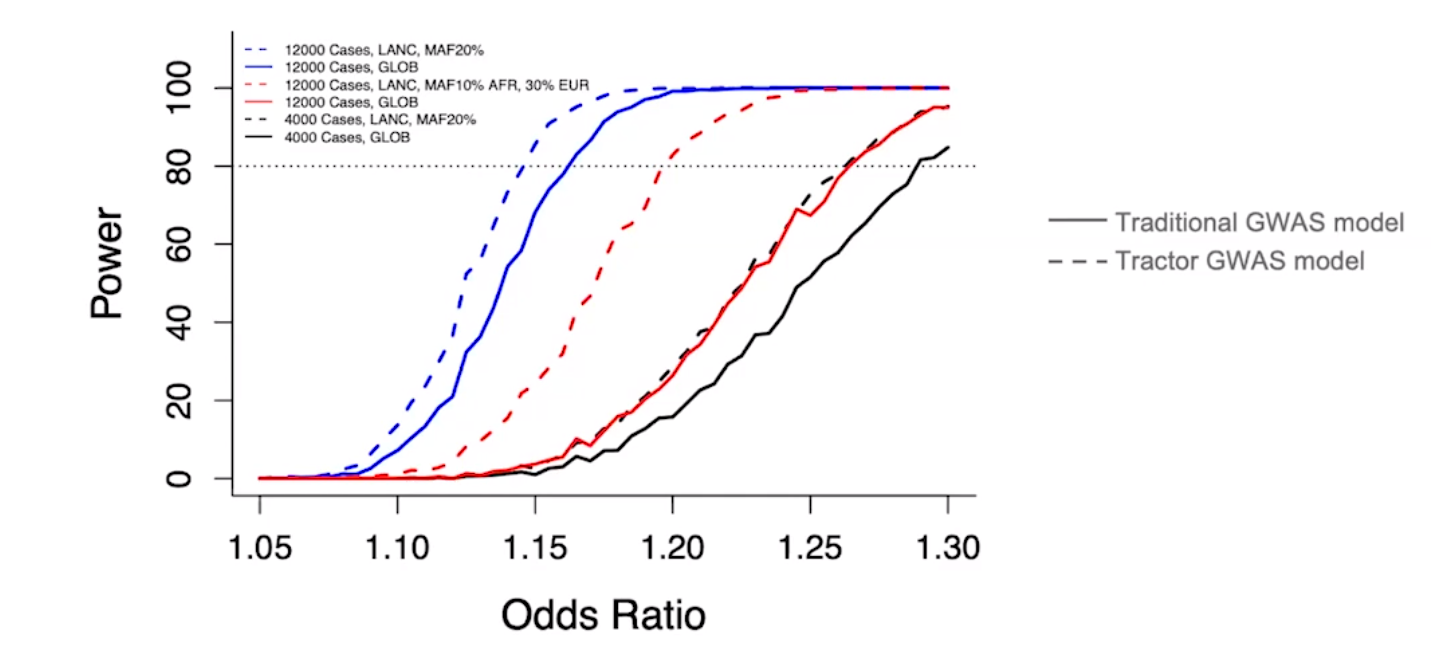 12000 Cases, LANC, MAF20%
12000 Cases, GLOB
12000 Cases, LANC, MAF10% AFR, 30% EUR
12000 Cases, GLOB
4000 Cases, LANC, MAF20%
4000 Cases, GLOB
100
80
60
40
20
0
Power
1.05 1.10 1.15 1.20 1.25 1.30
Odds Ratio
Traditional GWAS model
Tractor GWAS model